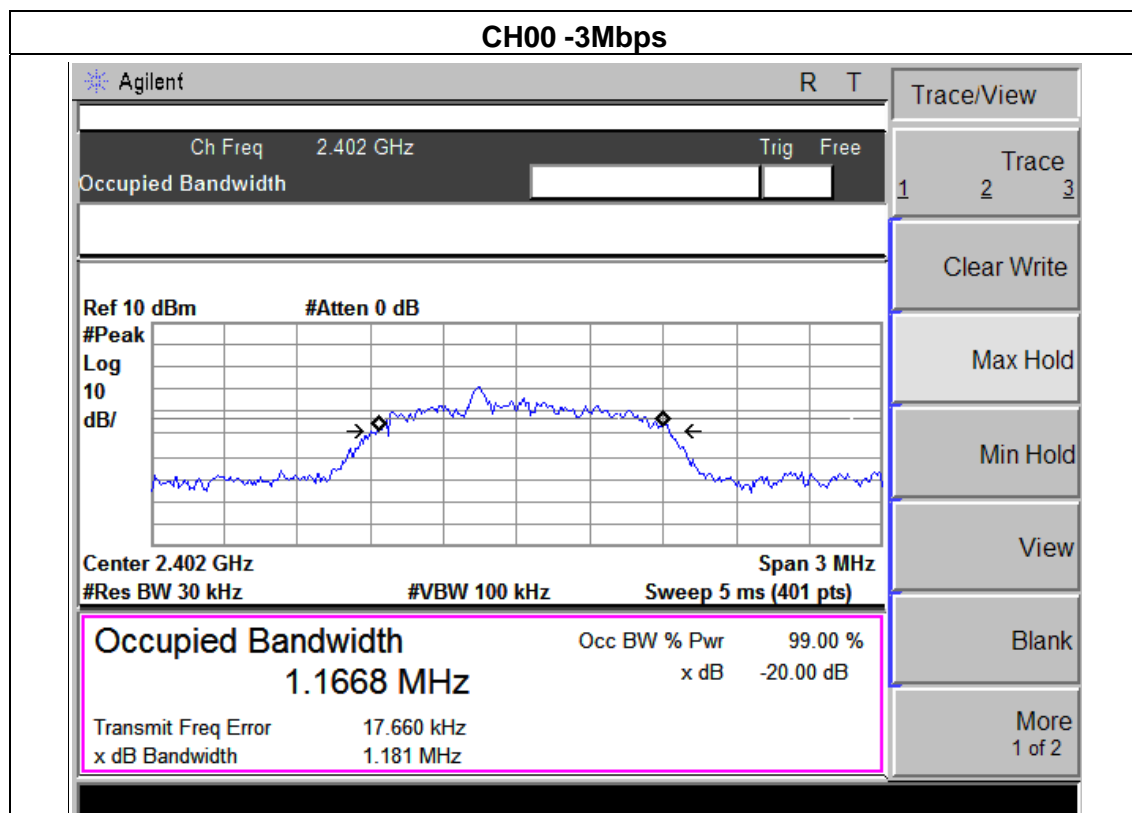 CH00 -3Mbps
Agilent R T
Trace/View
Ch Freq 2.402 GHz Trig Free
Occupied Bandwidth
Trace
1 2 3
Clear Write
Ref 10 dBm #Atten 0 dB
#Peak
Log
10
dB/
Max Hold
Min Hold
Center 2.402 GHz Span 3 MHz
#Res BW 30 kHz #VBW 100 kHz Sweep 5 ms (401 pts)
View
Occupied Bandwidth Occ BW % Pwr 99.00 %
1.1668 MHz x dB -20.00 dB
Blank
Transmit Freq Error 17.660 kHz
x dB Bandwidth 1.181 MHz
More
1 of 2